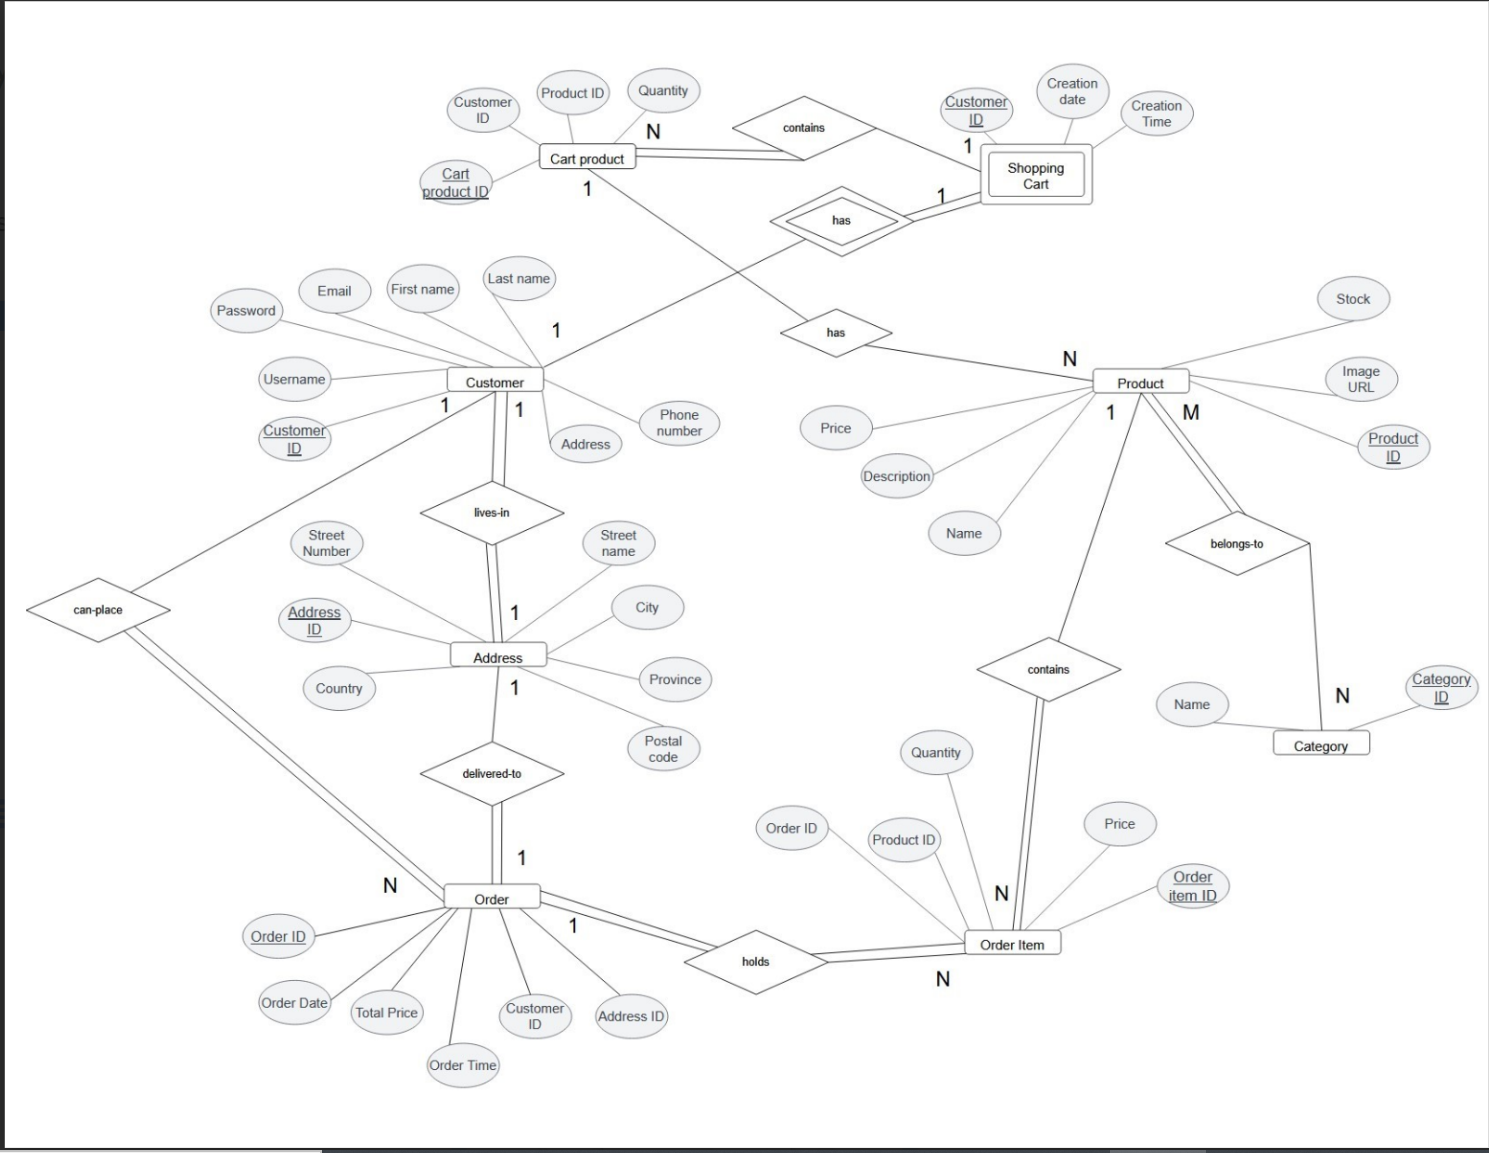 Customer
ID
Product ID
Quantity
N
contains
Customer
ID
Creation
date
Creation
Time
Cart product
Cart
product ID
1
1
Shopping
Cart
1
has
Password
Email
First name
Last name
1
has
Stock
N
Username
Customer
1
1
Customer
ID
Phone
number
Address
Product
1
M
Image
URL
Price
Product
ID
Description
Name
lives-in
belongs-to
Street
Number
Street
name
can-place
Address
ID
1
City
Address
Country
1
Province
Postal
code
contains
Name
N
Category
ID
Category
delivered-to
Quantity
Order ID
Product ID
Price
1
N
Order
1
N
Order
item ID
Order Item
Order ID
holds
N
Order Date
Total Price
Customer
ID
Address ID
Order Time